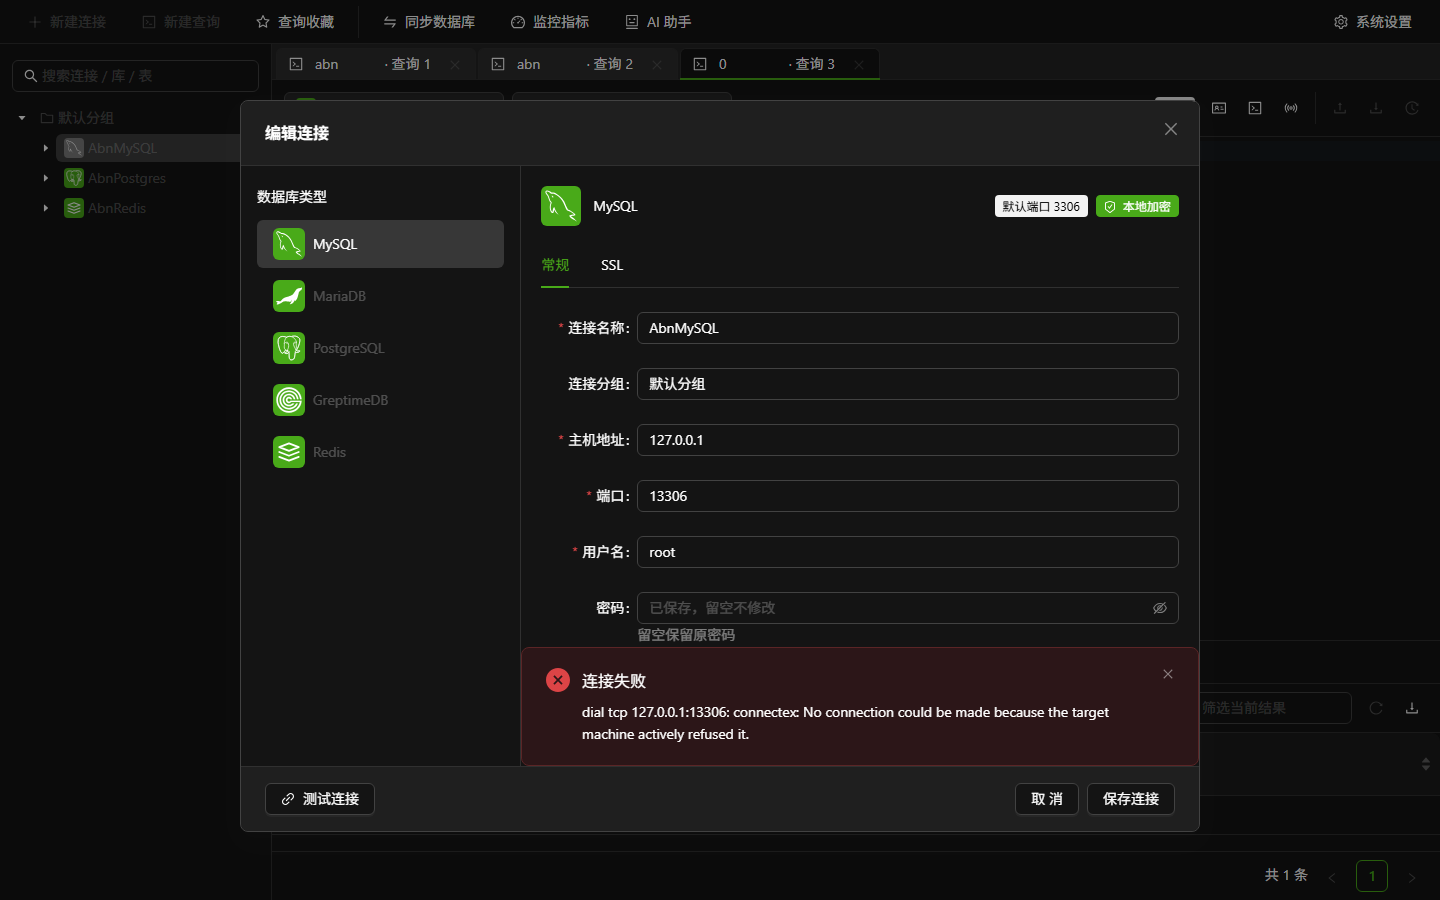 新建连接
新建查询
查询收藏
同步数据库
监控指标
AI 助手
系统设置
搜索连接 / 库 / 表
abn · 查询 1
abn · 查询 2
0 · 查询 3
默认分组
AbnMySQL
AbnPostgres
AbnRedis
编辑连接
数据库类型
MySQL
MariaDB
PostgreSQL
GreptimeDB
Redis
MySQL
默认端口 3306
本地加密
常规
SSL
* 连接名称: AbnMySQL
连接分组: 默认分组
* 主机地址: 127.0.0.1
* 端口: 13306
* 用户名: root
密码: 已保存，留空不修改
留空保留原密码
连接失败
dial tcp 127.0.0.1:13306: connectex: No connection could be made because the target
machine actively refused it.
筛选当前结果
测试连接
取 消
保存连接
共 1 条
1